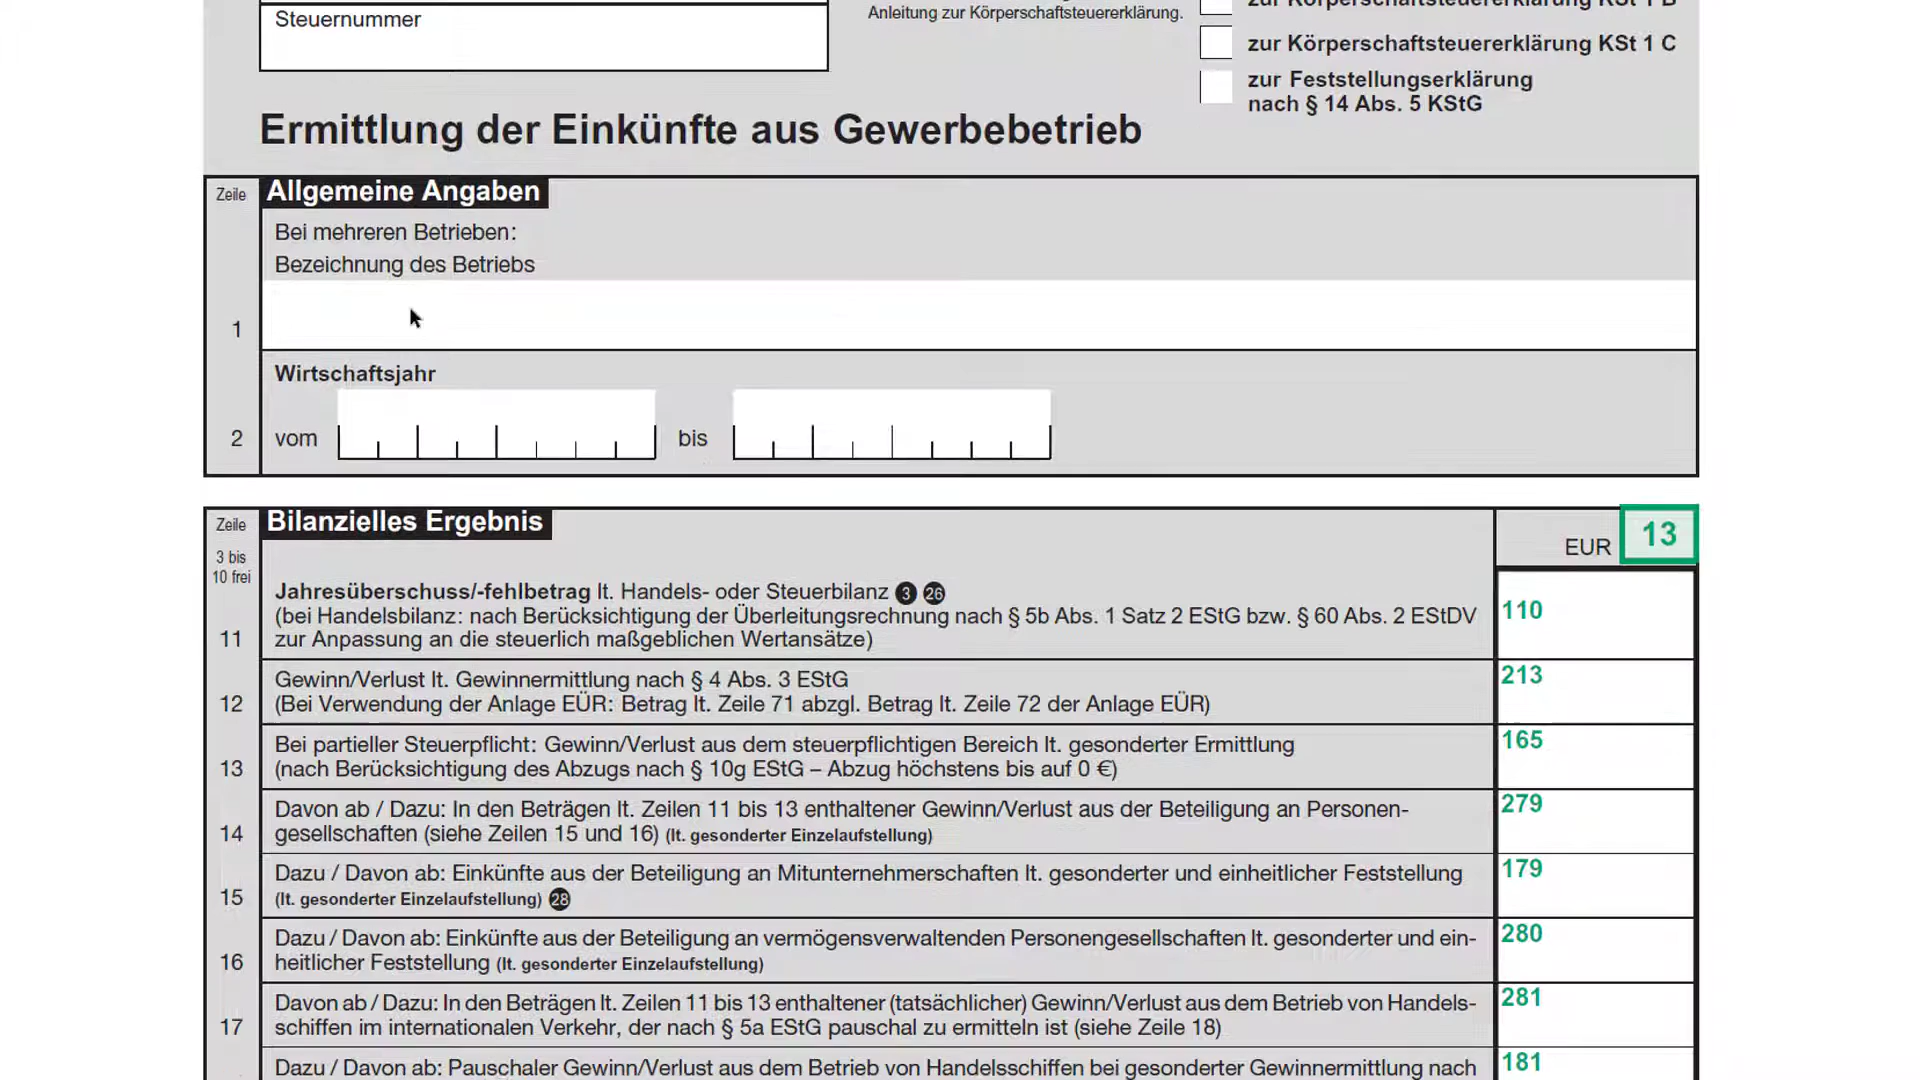 zur Körperschaftsteuererklärung KSt 1 B
Steuernummer
Anleitung zur Körperschaftsteuererklärung.
zur Körperschaftsteuererklärung KSt 1 C
zur Feststellungserklärung
nach § 14 Abs. 5 KStG
Ermittlung der Einkünfte aus Gewerbebetrieb
Zeile Allgemeine Angaben
Bei mehreren Betrieben:
Bezeichnung des Betriebs
1
Wirtschaftsjahr
2 vom bis
Zeile Bilanzielles Ergebnis
3 bis
10 frei
EUR 13
Jahresüberschuss/-fehlbetrag lt. Handels- oder Steuerbilanz 3 26
(bei Handelsbilanz: nach Berücksichtigung der Überleitungsrechnung nach § 5b Abs. 1 Satz 2 EStG bzw. § 60 Abs. 2 EStDV 110
11 zur Anpassung an die steuerlich maßgeblichen Wertansätze)
Gewinn/Verlust lt. Gewinnermittlung nach § 4 Abs. 3 EStG 213
12 (Bei Verwendung der Anlage EÜR: Betrag lt. Zeile 71 abzgl. Betrag lt. Zeile 72 der Anlage EÜR)
Bei partieller Steuerpflicht: Gewinn/Verlust aus dem steuerpflichtigen Bereich lt. gesonderter Ermittlung 165
13 (nach Berücksichtigung des Abzugs nach § 10g EStG – Abzug höchstens bis auf 0 €)
Davon ab / Dazu: In den Beträgen lt. Zeilen 11 bis 13 enthaltener Gewinn/Verlust aus der Beteiligung an Personen- 279
14 gesellschaften (siehe Zeilen 15 und 16) (lt. gesonderter Einzelaufstellung)
Dazu / Davon ab: Einkünfte aus der Beteiligung an Mitunternehmerschaften lt. gesonderter und einheitlicher Feststellung 179
15 (lt. gesonderter Einzelaufstellung) 28
Dazu / Davon ab: Einkünfte aus der Beteiligung an vermögensverwaltenden Personengesellschaften lt. gesonderter und ein- 280
16 heitlicher Feststellung (lt. gesonderter Einzelaufstellung)
Davon ab / Dazu: In den Beträgen lt. Zeilen 11 bis 13 enthaltener (tatsächlicher) Gewinn/Verlust aus dem Betrieb von Handels- 281
17 schiffen im internationalen Verkehr, der nach § 5a EStG pauschal zu ermitteln ist (siehe Zeile 18)
Dazu / Davon ab: Pauschaler Gewinn/Verlust aus dem Betrieb von Handelsschiffen bei gesonderter Gewinnermittlung nach 181